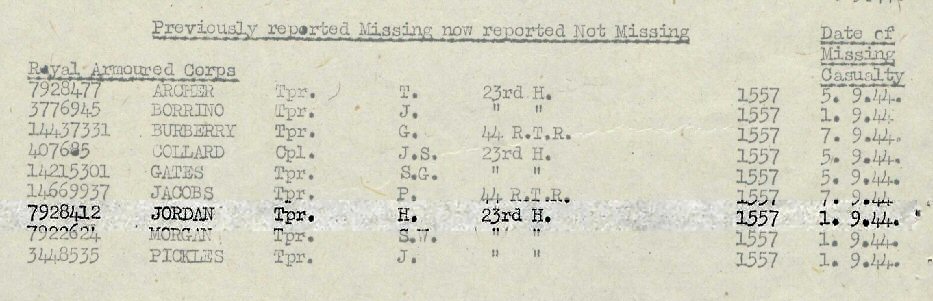 Previously reported Missing now reported Not Missing
Date of
Missing
Casualty
Royal Armoured Corps
7928477 ARCHER Tpr. T. 23rd H. 1557 5. 9.44.
3776945 BORRINO Tpr. J. " " 1557 1. 9.44.
14437331 BURBERRY Tpr. G. 44 R.T.R. 1557 7. 9.44.
407685 COLLARD Cpl. J.S. 23rd H. 1557 5. 9.44.
14215301 GATES Tpr. S.G. " " 1557 5. 9.44.
14669937 JACOBS Tpr. P. 44 R.T.R. 1557 7. 9.44.
7928412 JORDAN Tpr. H. 23rd H. 1557 1. 9.44.
7922624 MORGAN Tpr. S.W. " " 1557 1. 9.44.
3448535 PICKLES Tpr. J. " " 1557 1. 9.44.